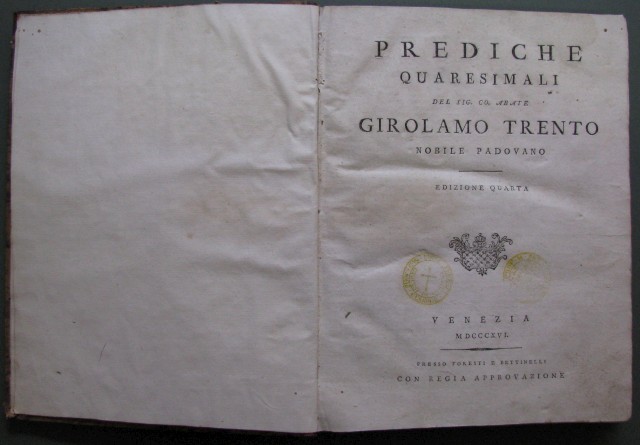 PREDICHE
QUARESIMALI
DEL SIG. CO. ABATE
GIROLAMO TRENTO
NOBILE PADOVANO
EDIZIONE QUARTA
VENEZIA
MDCCCXVI.
PRESSO FORESTI E BETTINELLI
CON REGIA APPROVAZIONE